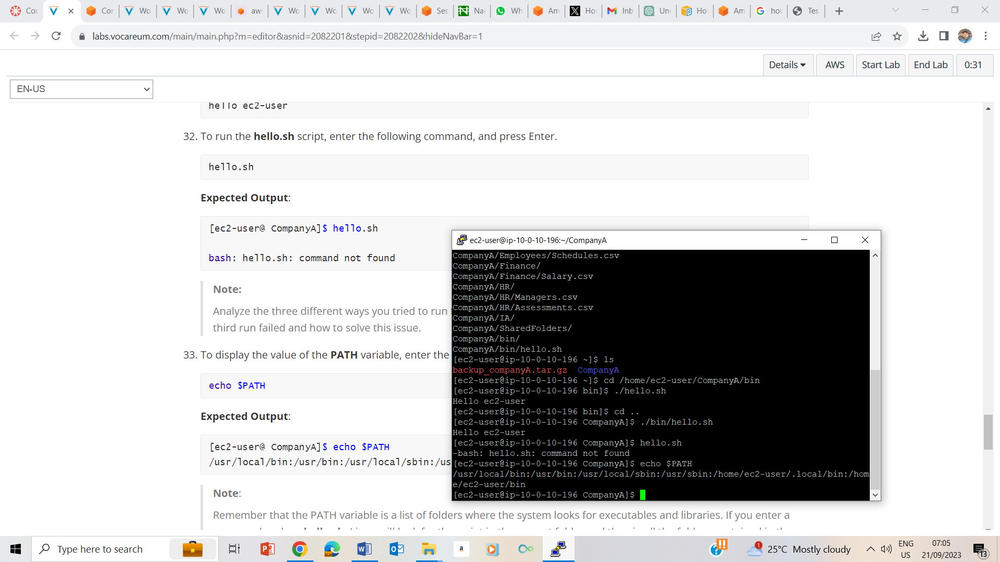 Cou
Cor
Wo
Wo
Wo
aws
Wo
Wo
Wo
Wo
Ses
Nai
Wh
Am
Ho
Inb
Un
Ho
Am
how
Tes
labs.vocareum.com/main/main.php?m=editor&asnid=2082201&stepid=2082202&hideNavBar=1
Details
AWS
Start Lab
End Lab
0:31
EN-US
hello ec2-user
32. To run the hello.sh script, enter the following command, and press Enter.
hello.sh
Expected Output:
[ec2-user@ CompanyA]$ hello.sh
bash: hello.sh: command not found
Note:
Analyze the three different ways you tried to run
third run failed and how to solve this issue.
33. To display the value of the PATH variable, enter the
echo $PATH
Expected Output:
[ec2-user@ CompanyA]$ echo $PATH
/usr/local/bin:/usr/bin:/usr/local/sbin:/us
Note:
Remember that the PATH variable is a list of folders where the system looks for executables and libraries. If you enter a
ec2-user@ip-10-0-10-196:~/CompanyA
CompanyA/Employees/Schedules.csv
CompanyA/Finance/
CompanyA/Finance/Salary.csv
CompanyA/HR/
CompanyA/HR/Managers.csv
CompanyA/HR/Assessments.csv
CompanyA/IA/
CompanyA/SharedFolders/
CompanyA/bin/
CompanyA/bin/hello.sh
[ec2-user@ip-10-0-10-196 ~]$ ls
backup_companyA.tar.gz  CompanyA
[ec2-user@ip-10-0-10-196 ~]$ cd /home/ec2-user/CompanyA/bin
[ec2-user@ip-10-0-10-196 bin]$ ./hello.sh
Hello ec2-user
[ec2-user@ip-10-0-10-196 bin]$ cd ..
[ec2-user@ip-10-0-10-196 CompanyA]$ ./bin/hello.sh
Hello ec2-user
[ec2-user@ip-10-0-10-196 CompanyA]$ hello.sh
-bash: hello.sh: command not found
[ec2-user@ip-10-0-10-196 CompanyA]$ echo $PATH
/usr/local/bin:/usr/bin:/usr/local/sbin:/usr/sbin:/home/ec2-user/.local/bin:/hom
e/ec2-user/bin
[ec2-user@ip-10-0-10-196 CompanyA]$
Type here to search
1
25°C Mostly cloudy
ENG
US
07:05
21/09/2023
13